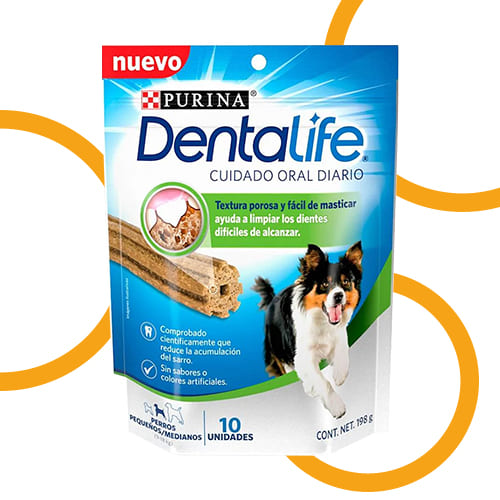 nuevo
PURINA®
DentaLife®
CUIDADO ORAL DIARIO
Textura porosa y fácil de masticar
ayuda a limpiar los dientes
difíciles de alcanzar.
Comprobado
científicamente que
reduce la acumulación
del sarro.
Sin sabores o
colores artificiales.
PERROS
PEQUEÑOS/MEDIANOS
10
UNIDADES
CONT. NET. 198 g